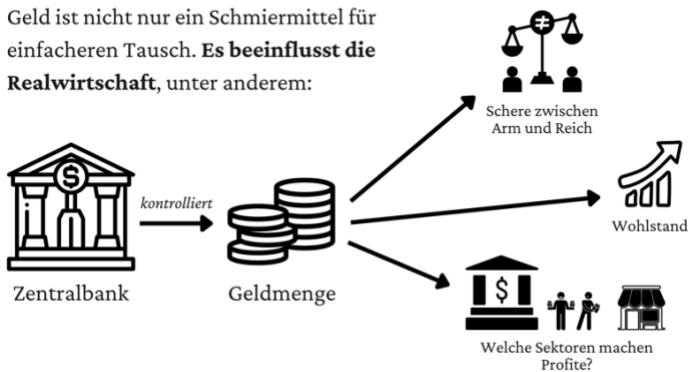 Geld ist nicht nur ein Schmiermittel für
einfacheren Tausch. Es beeinflusst die
Realwirtschaft, unter anderem:
Schere zwischen
Arm und Reich
kontrolliert
Wohlstand
Zentralbank
Geldmenge
Welche Sektoren machen
Profite?